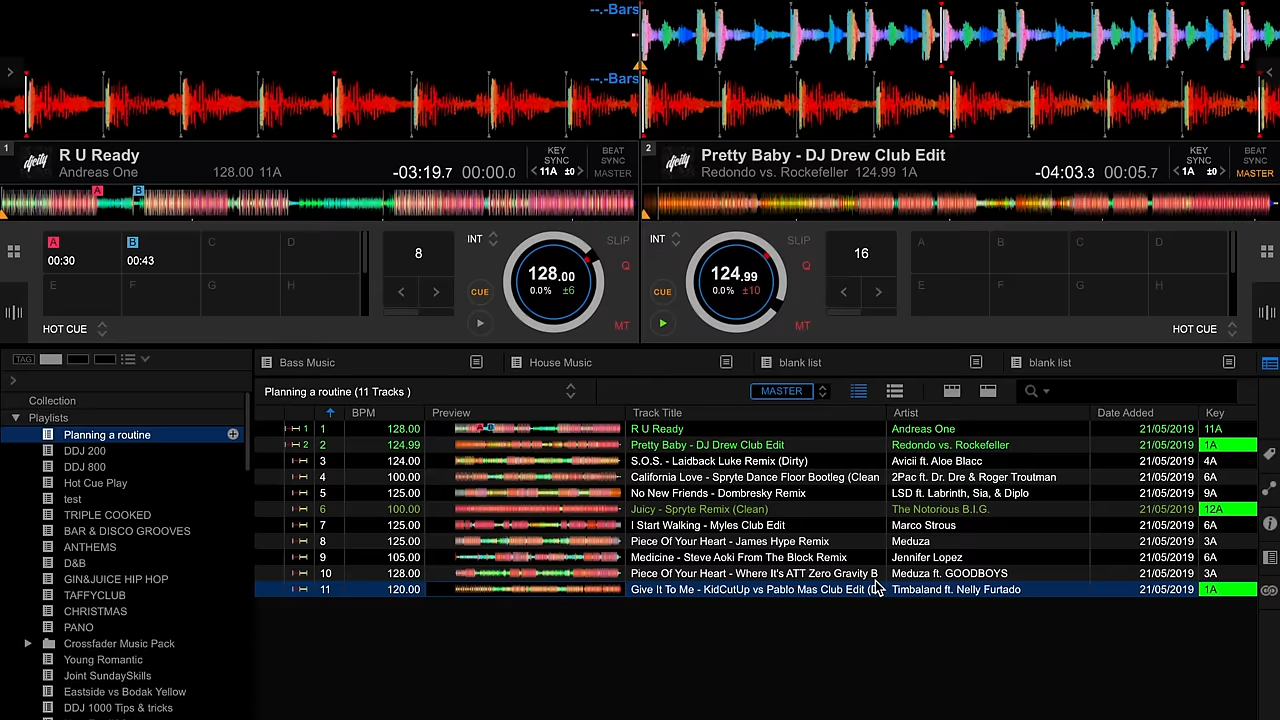 --.-Bars
--.-Bars
1 djcity R U Ready KEY SYNC BEAT SYNC
Andreas One 128.00 11A -03:19.7 00:00.0 < 11A ±0 > MASTER
2 djcity Pretty Baby - DJ Drew Club Edit KEY SYNC BEAT SYNC
Redondo vs. Rockefeller 124.99 1A -04:03.3 00:05.7 < 1A ±0 > MASTER
A B
A 00:30 B 00:43 C D
E F G H
HOT CUE
8
INT SLIP
128.00 Q
0.0% ±6
CUE
MT
INT SLIP
124.99 Q
0.0% ±10
CUE
MT
16
A B C D
E F G H
HOT CUE
TAG
Bass Music House Music blank list blank list
Planning a routine (11 Tracks ) MASTER
Collection
Playlists
Planning a routine
DDJ 200
DDJ 800
Hot Cue Play
test
TRIPLE COOKED
BAR & DISCO GROOVES
ANTHEMS
D&B
GIN&JUICE HIP HOP
TAFFYCLUB
CHRISTMAS
PANO
Crossfader Music Pack
Young Romantic
Joint SundaySkills
Eastside vs Bodak Yellow
DDJ 1000 Tips & tricks
BPM Preview Track Title Artist Date Added Key
1 1 128.00 R U Ready Andreas One 21/05/2019 11A
2 2 124.99 Pretty Baby - DJ Drew Club Edit Redondo vs. Rockefeller 21/05/2019 1A
3 124.00 S.O.S. - Laidback Luke Remix (Dirty) Avicii ft. Aloe Blacc 21/05/2019 4A
4 100.00 California Love - Spryte Dance Floor Bootleg (Clean 2Pac ft. Dr. Dre & Roger Troutman 21/05/2019 6A
5 125.00 No New Friends - Dombresky Remix LSD ft. Labrinth, Sia, & Diplo 21/05/2019 9A
6 100.00 Juicy - Spryte Remix (Clean) The Notorious B.I.G. 21/05/2019 12A
7 125.00 I Start Walking - Myles Club Edit Marco Strous 21/05/2019 6A
8 125.00 Piece Of Your Heart - James Hype Remix Meduza 21/05/2019 3A
9 105.00 Medicine - Steve Aoki From The Block Remix Jennifer Lopez 21/05/2019 6A
10 128.00 Piece Of Your Heart - Where It's ATT Zero Gravity B Meduza ft. GOODBOYS 21/05/2019 3A
11 120.00 Give It To Me - KidCutUp vs Pablo Mas Club Edit ( Timbaland ft. Nelly Furtado 21/05/2019 1A